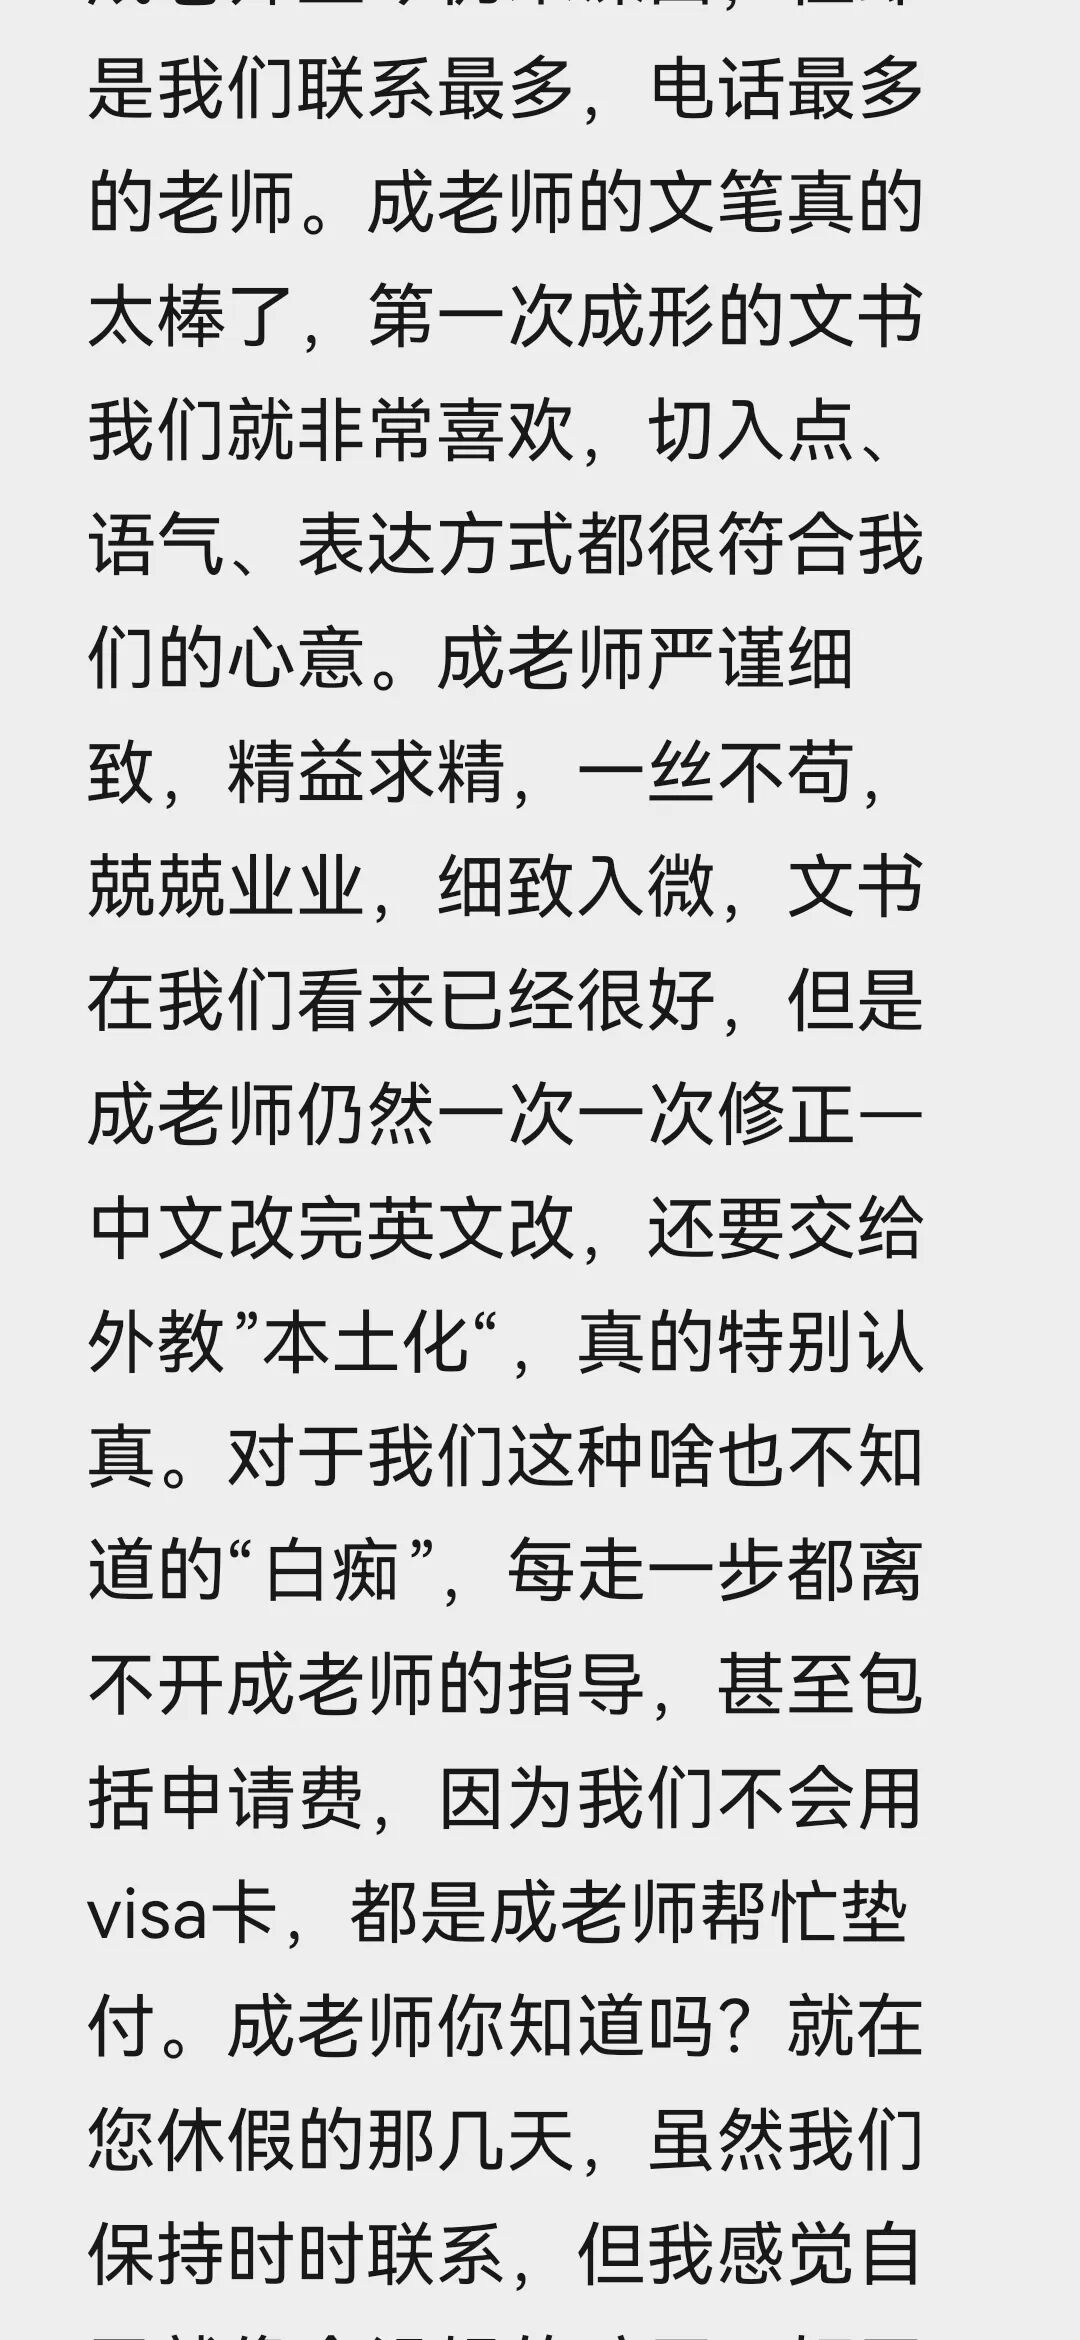 是我们联系最多，电话最多
的老师。成老师的文笔真的
太棒了，第一次成形的文书
我们就非常喜欢，切入点、
语气、表达方式都很符合我
们的心意。成老师严谨细
致，精益求精，一丝不苟，
兢兢业业，细致入微，文书
在我们看来已经很好，但是
成老师仍然一次一次修正一
中文改完英文改，还要交给
外教”本土化“，真的特别认
真。对于我们这种啥也不知
道的“白痴”，每走一步都离
不开成老师的指导，甚至包
括申请费，因为我们不会用
visa卡，都是成老师帮忙垫
付。成老师你知道吗？就在
您休假的那几天，虽然我们
保持时时联系，但我感觉自